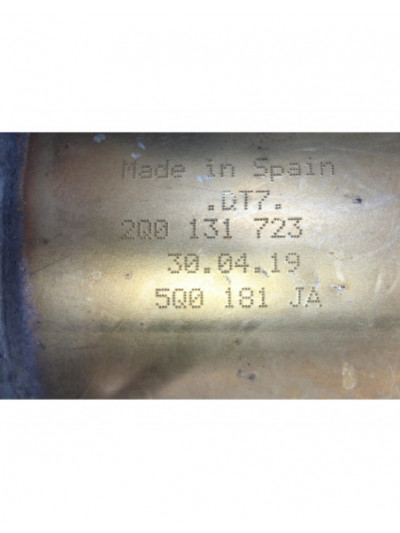 Made in Spain
.DT7.
2Q0 131 723
30.04.19
5Q0 181 JA